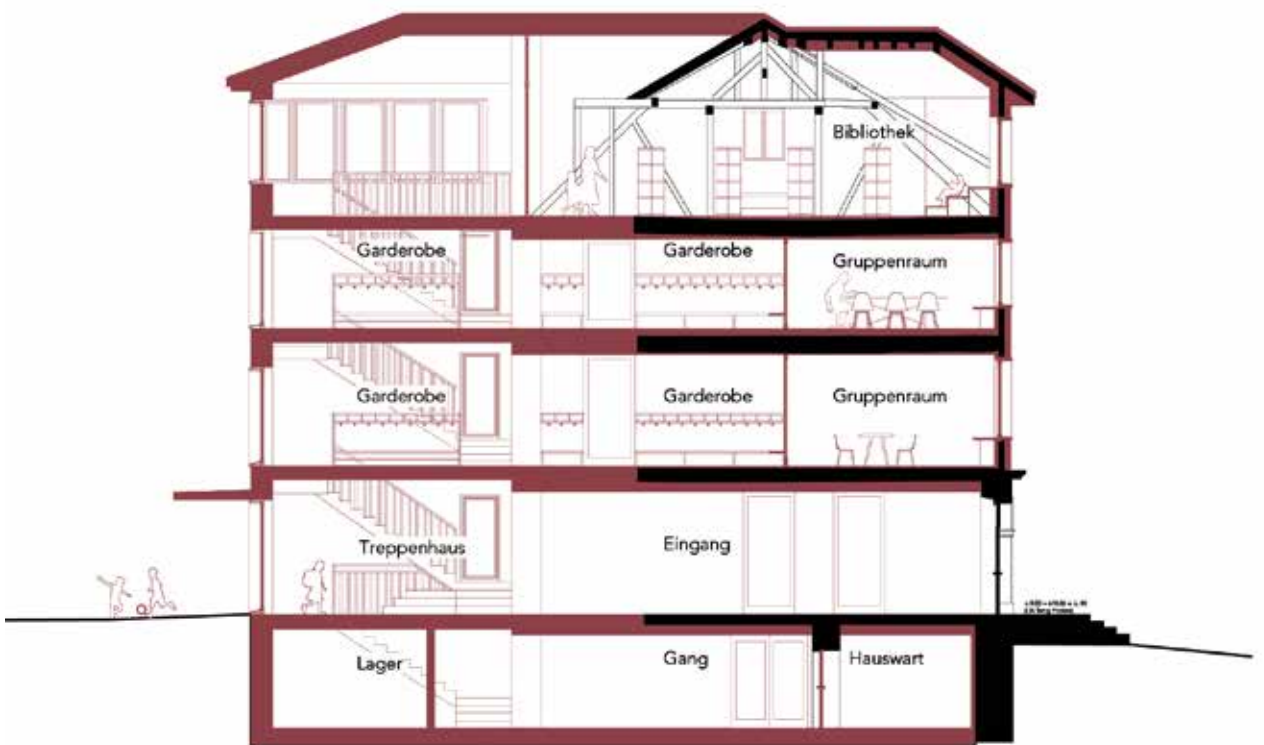 Bibliothek
Garderobe Garderobe Gruppenraum
Garderobe Garderobe Gruppenraum
Treppenhaus Eingang
Lager Gang Hauswart